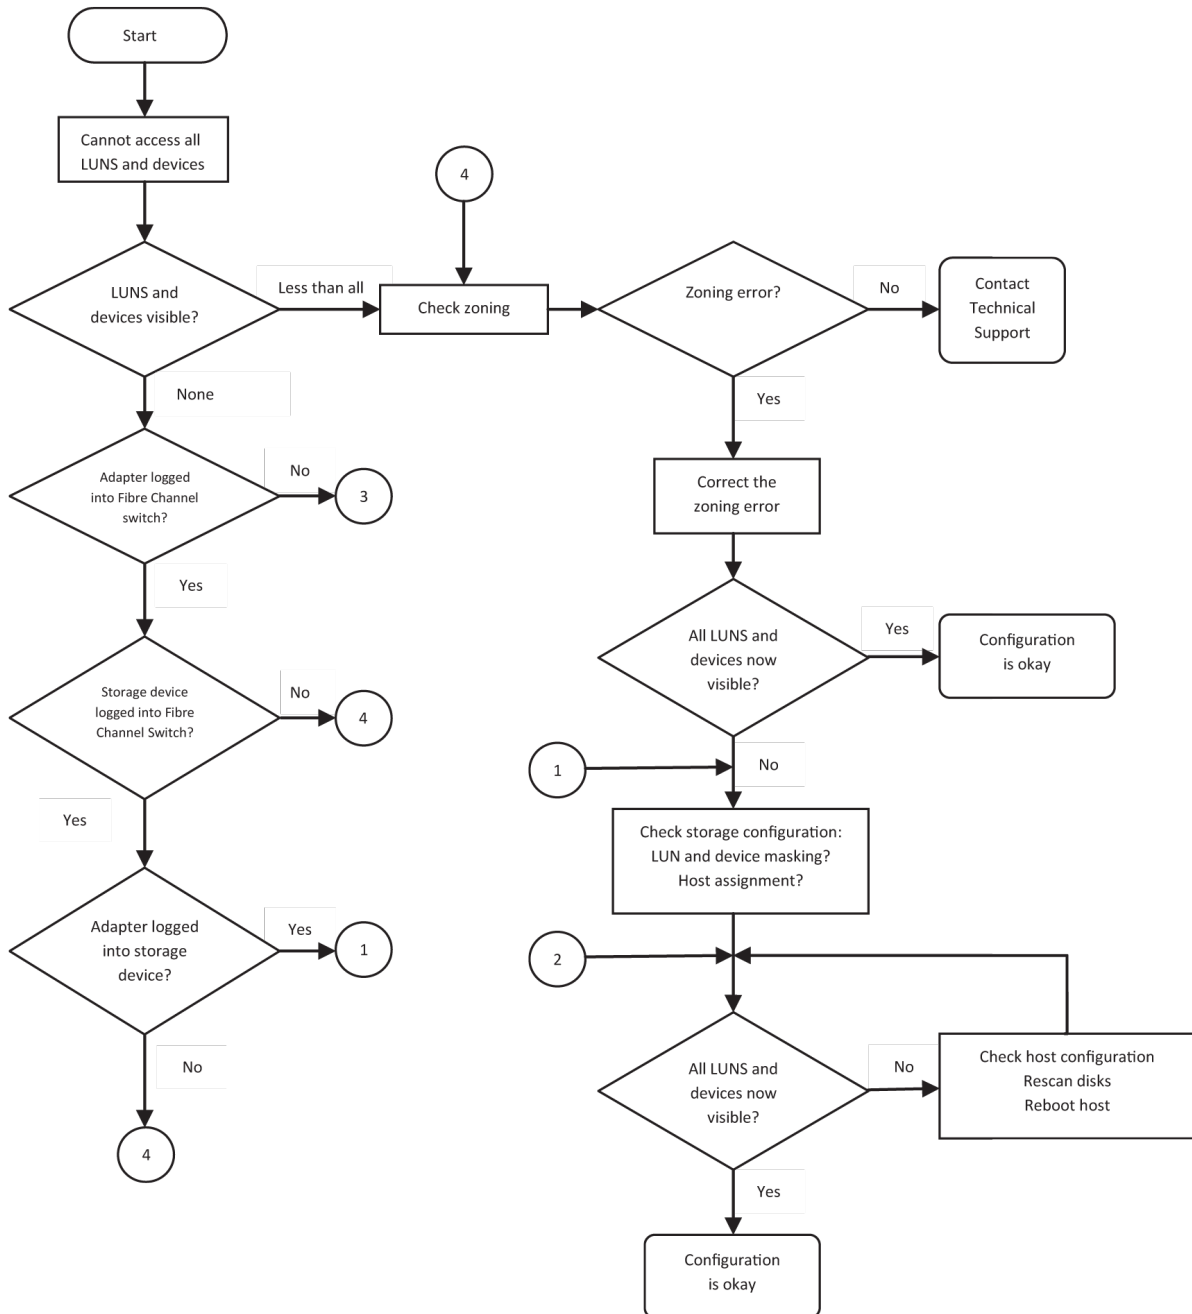 Start
Cannot access all
LUNS and devices
4
LUNS and
devices visible?
Less than all
Check zoning
Zoning error?
No
Contact
Technical
Support
None
Yes
Adapter logged
into Fibre Channel
switch?
No
3
Correct the
zoning error
Yes
All LUNS and
devices now
visible?
Yes
Configuration
is okay
Storage device
logged into Fibre
Channel Switch?
No
4
1
No
Yes
Check storage configuration:
LUN and device masking?
Host assignment?
Adapter logged
into storage
device?
Yes
1
2
No
All LUNS and
devices now
visible?
No
Check host configuration
Rescan disks
Reboot host
4
Yes
Configuration
is okay